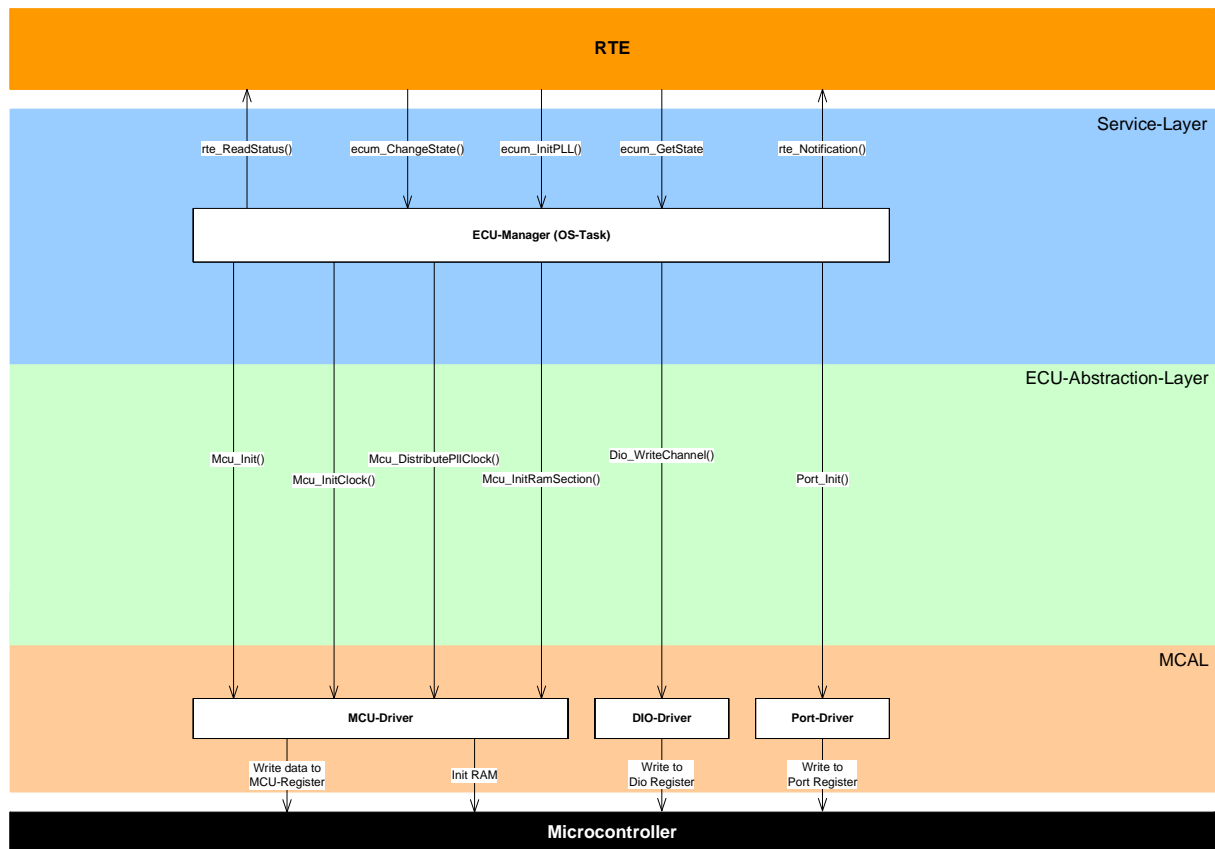 RTE
Service-Layer
rte_ReadStatus()
ecum_ChangeState()
ecum_InitPLL()
ecum_GetState
rte_Notification()
ECU-Manager (OS-Task)
ECU-Abstraction-Layer
Mcu_Init()
Mcu_InitClock()
Mcu_DistributePllClock()
Mcu_InitRamSection()
Dio_WriteChannel()
Port_Init()
MCAL
MCU-Driver
DIO-Driver
Port-Driver
Write data to
MCU-Register
Init RAM
Write to
Dio Register
Write to
Port Register
Microcontroller